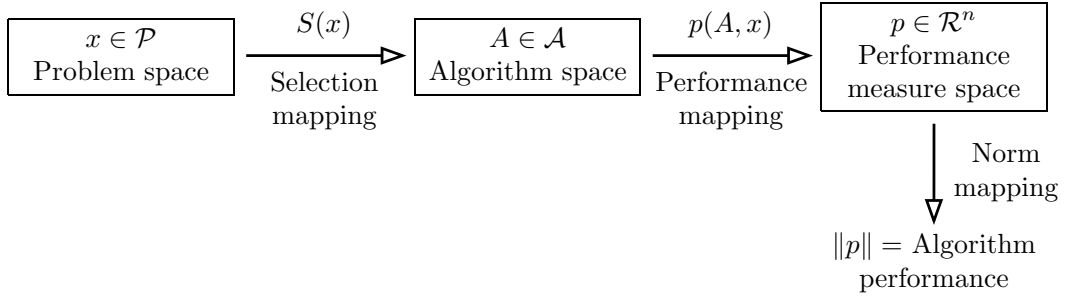 x ∈ 𝒫
Problem space
S(x)
Selection
mapping
A ∈ 𝒜
Algorithm space
p(A, x)
Performance
mapping
p ∈ ℛⁿ
Performance
measure space
Norm
mapping
‖p‖ = Algorithm
performance